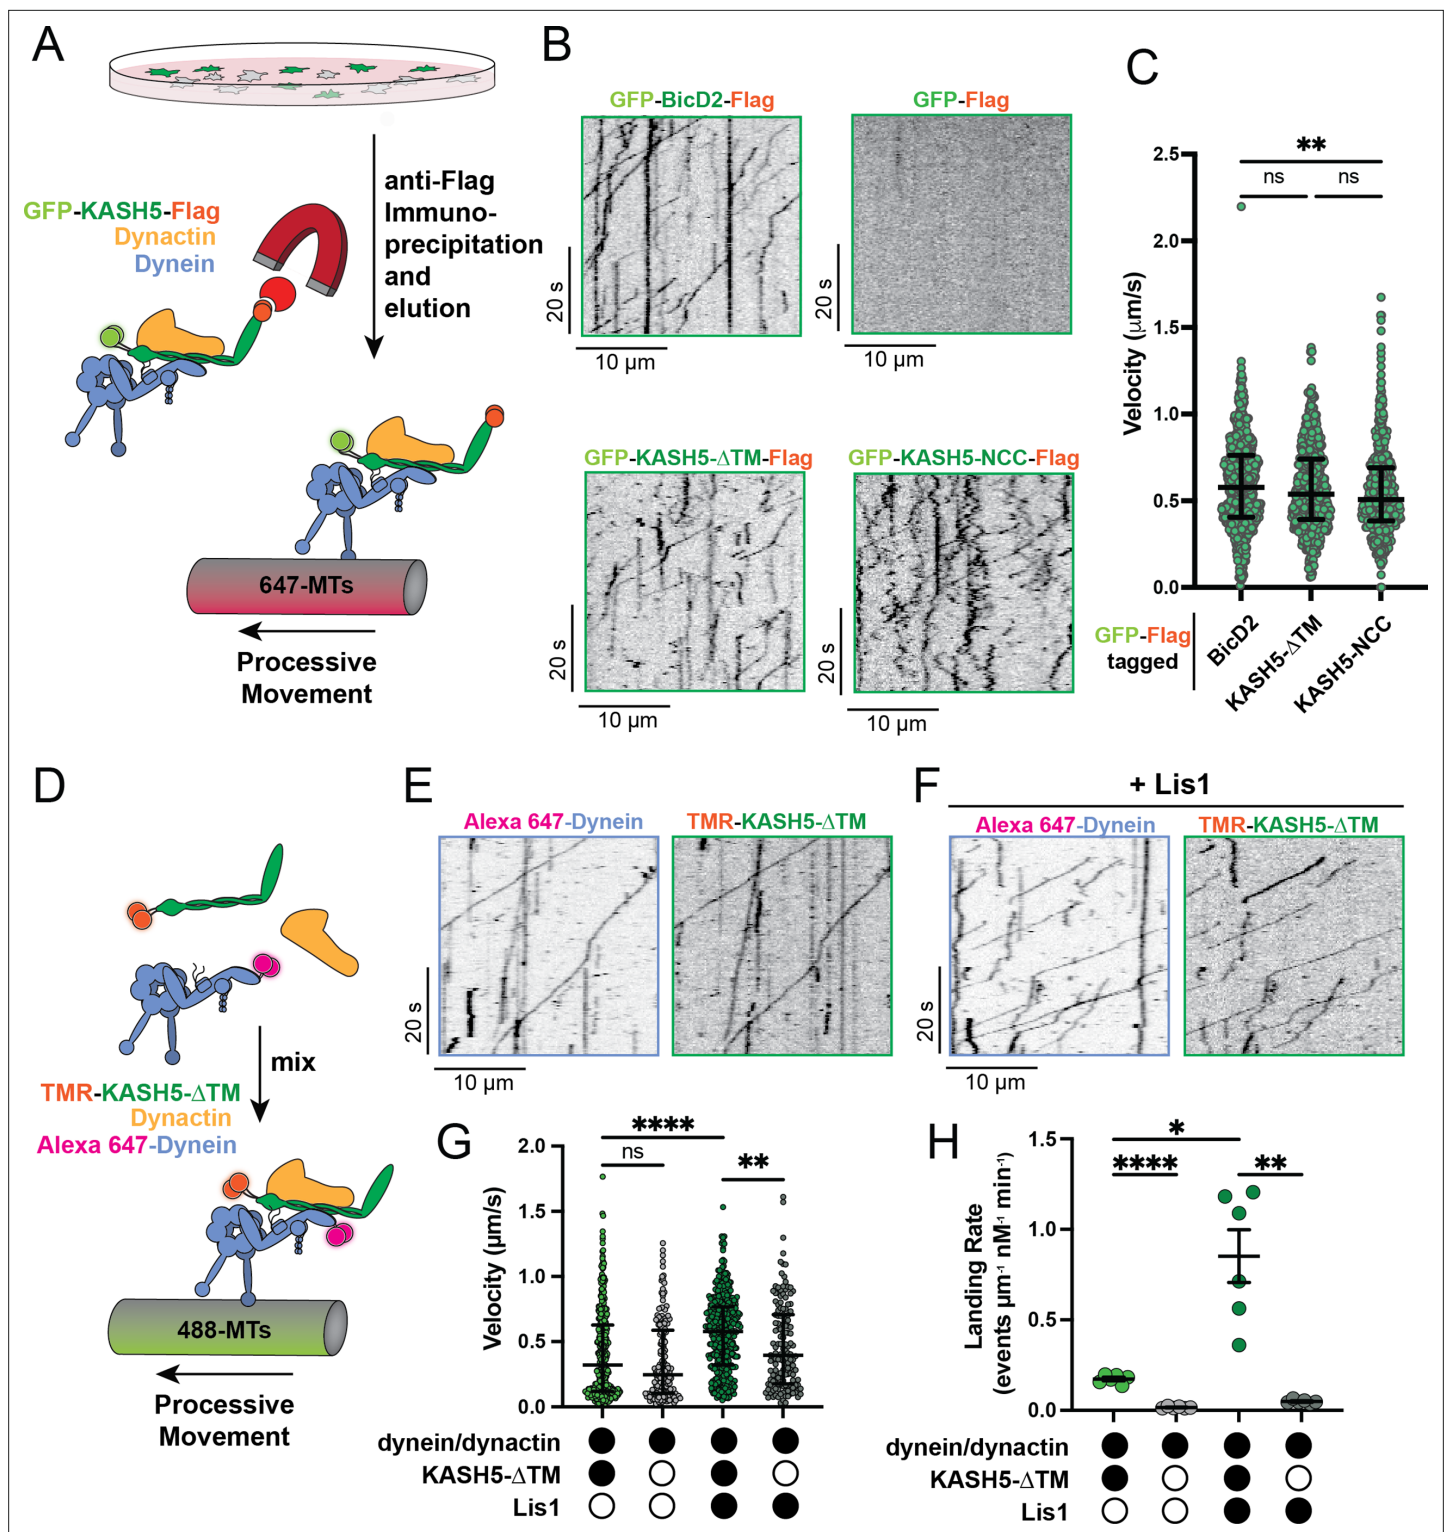 A
GFP-KASH5-Flag
Dynactin
Dynein
anti-Flag
Immuno-
precipitation
and
elution
647-MTs
Processive
Movement
B
GFP-BicD2-Flag
GFP-Flag
20 s
10 µm
20 s
10 µm
GFP-KASH5-ΔTM-Flag
GFP-KASH5-NCC-Flag
20 s
10 µm
20 s
10 µm
C
**
ns
ns
2.5
2.0
1.5
1.0
0.5
0.0
Velocity (µm/s)
GFP-Flag
tagged
BicD2
KASH5-ΔTM
KASH5-NCC
D
mix
TMR-KASH5-ΔTM
Dynactin
Alexa 647-Dynein
488-MTs
Processive
Movement
E
Alexa 647-Dynein
TMR-KASH5-ΔTM
20 s
10 µm
F
+ Lis1
Alexa 647-Dynein
TMR-KASH5-ΔTM
20 s
10 µm
G
****
ns
**
2.0
1.5
1.0
0.5
0.0
Velocity (µm/s)
dynein/dynactin
KASH5-ΔTM
Lis1
H
*
****
**
1.5
1.0
0.5
0.0
Landing Rate
(events µm⁻¹ nM⁻¹ min⁻¹)
dynein/dynactin
KASH5-ΔTM
Lis1